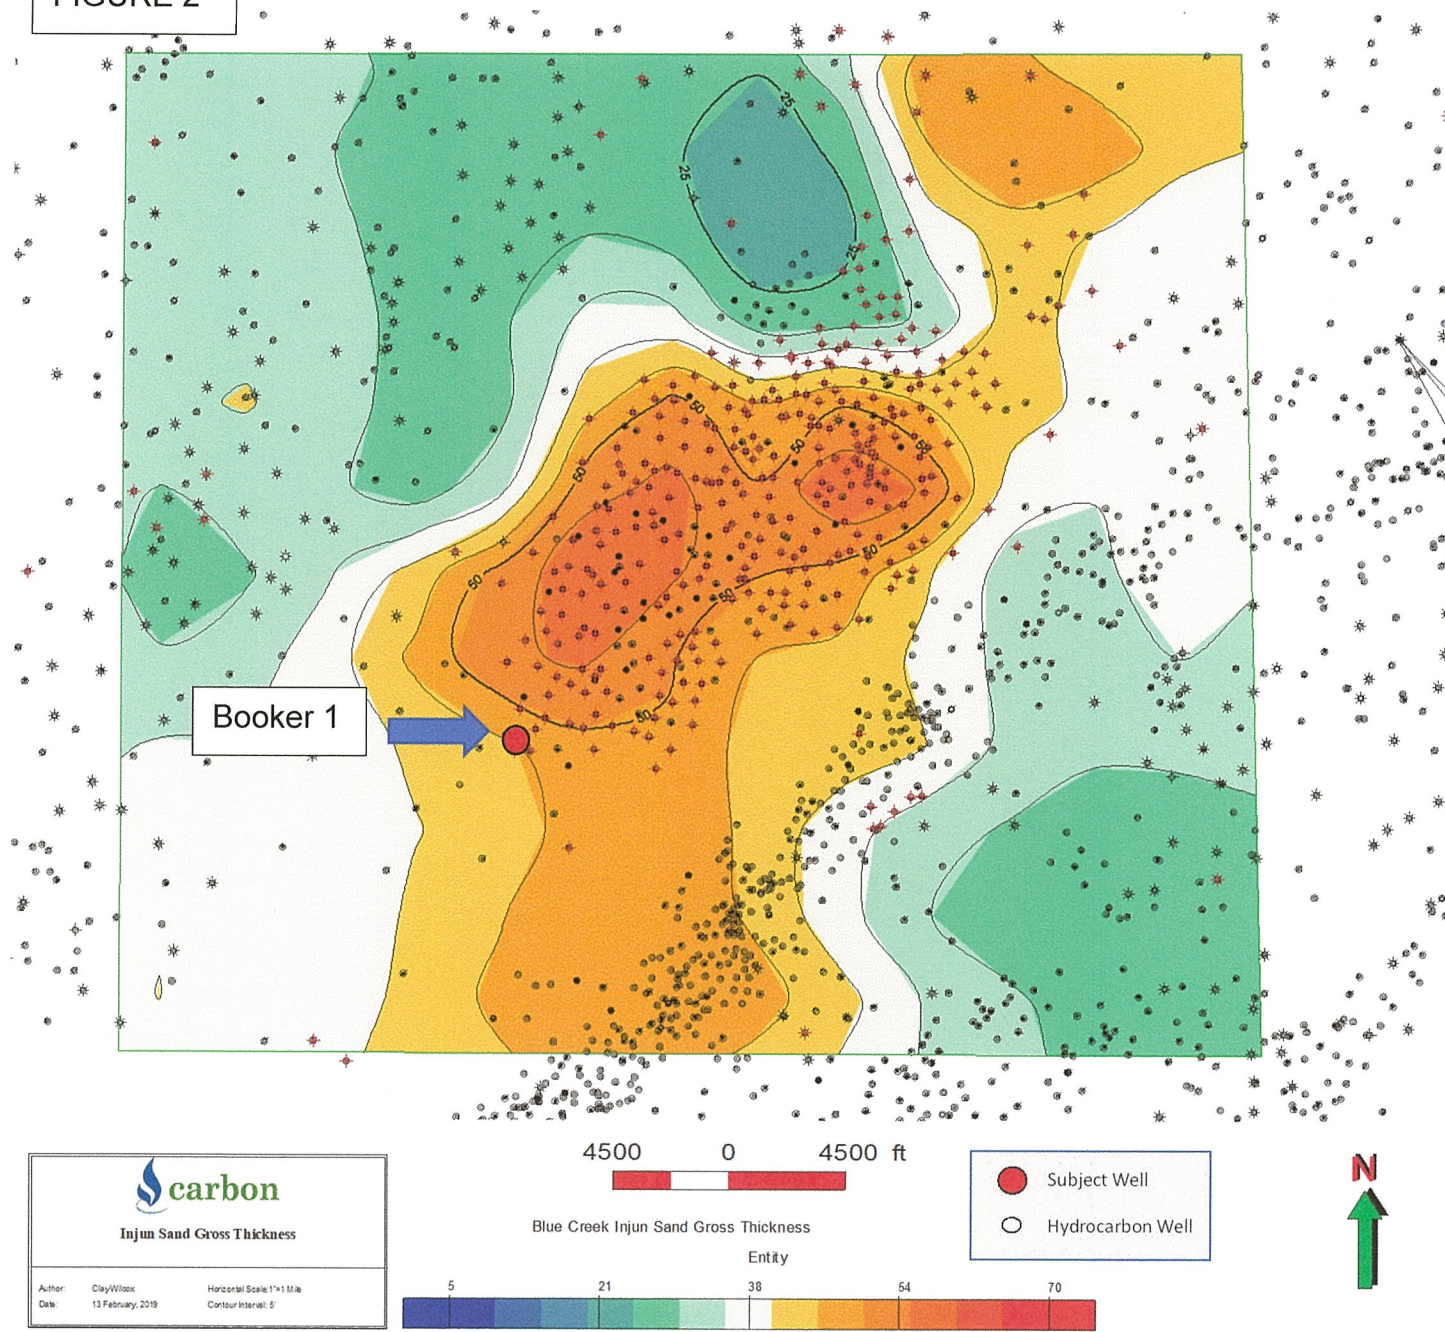 FIGURE 2
25
25
25
50
50
50
50
50
50
50
50
Booker 1
4500 0 4500 ft
carbon
Injun Sand Gross Thickness
Author: ClayWilcox Horizontal Scale:1"=1 Mile
Date: 13 February, 2019 Contour Interval: 5'
Blue Creek Injun Sand Gross Thickness
Entity
5 21 38 54 70
Subject Well
Hydrocarbon Well
N